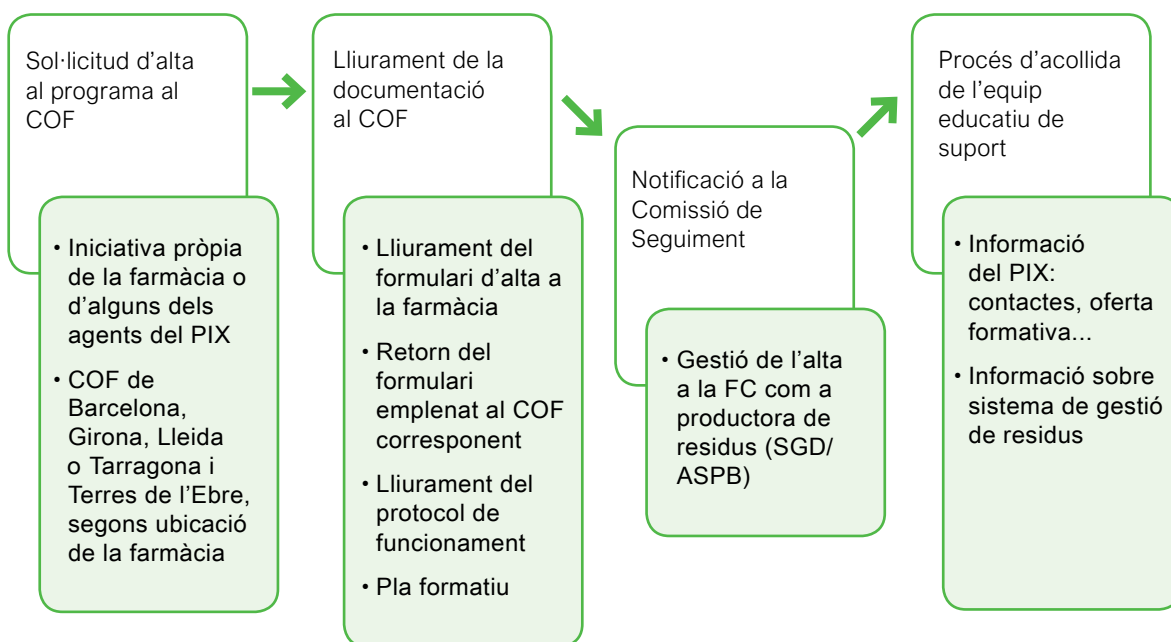 Sol·licitud d’alta
al programa al
COF
• Iniciativa pròpia
de la farmàcia o
d’alguns dels
agents del PIX
• COF de
Barcelona,
Girona, Lleida
o Tarragona i
Terres de l’Ebre,
segons ubicació
de la farmàcia
Lliurament de la
documentació
al COF
• Lliurament del
formulari d’alta a
la farmàcia
• Retorn del
formulari
emplenat al COF
corresponent
• Lliurament del
protocol de
funcionament
• Pla formatiu
Notificació a la
Comissió de
Seguiment
• Gestió de l’alta
a la FC com a
productora de
residus (SGD/
ASPB)
Procés d’acollida
de l’equip
educatiu de
suport
• Informació
del PIX:
contactes, oferta
formativa...
• Informació sobre
sistema de gestió
de residus